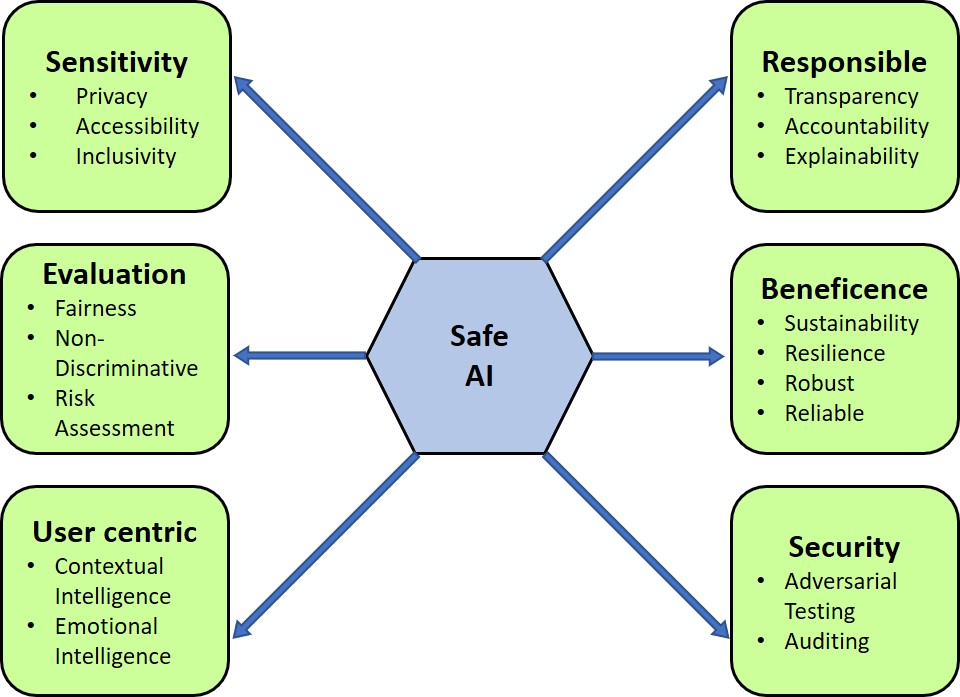 Sensitivity
• Privacy
• Accessibility
• Inclusivity
Responsible
• Transparency
• Accountability
• Explainability
Evaluation
• Fairness
• Non-
Discriminative
• Risk
Assessment
Safe
AI
Beneficence
• Sustainability
• Resilience
• Robust
• Reliable
User centric
• Contextual
Intelligence
• Emotional
Intelligence
Security
• Adversarial
Testing
• Auditing